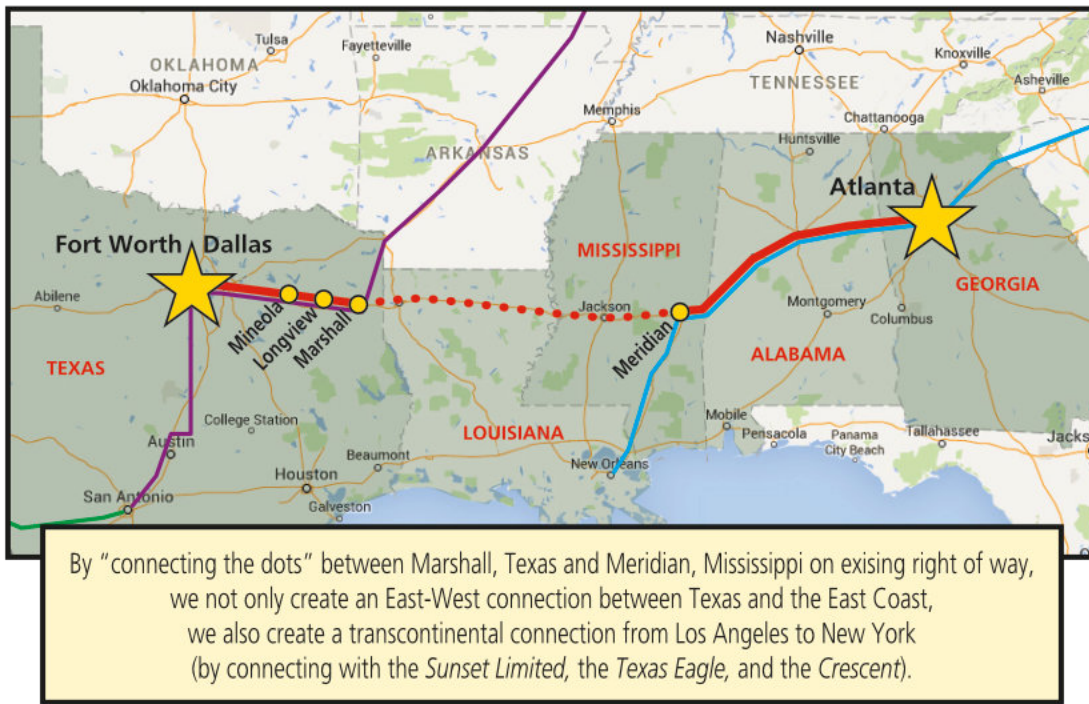 Tulsa
Fayetteville
Nashville
Knoxville
OKLAHOMA
Oklahoma City
TENNESSEE
Asheville
Memphis
Chattanooga
Huntsville
ARKANSAS
Atlanta
Fort Worth
Dallas
MISSISSIPPI
GEORGIA
Abilene
Mineola
Longview
Marshall
Jackson
Meridian
Montgomery
Columbus
TEXAS
ALABAMA
College Station
LOUISIANA
Mobile
Austin
Beaumont
Pensacola
Panama
City Beach
Tallahassee
Jacks
Houston
New Orleans
San Antonio
Galveston
By “connecting the dots” between Marshall, Texas and Meridian, Mississippi on exising right of way,
we not only create an East-West connection between Texas and the East Coast,
we also create a transcontinental connection from Los Angeles to New York
(by connecting with the Sunset Limited, the Texas Eagle, and the Crescent).